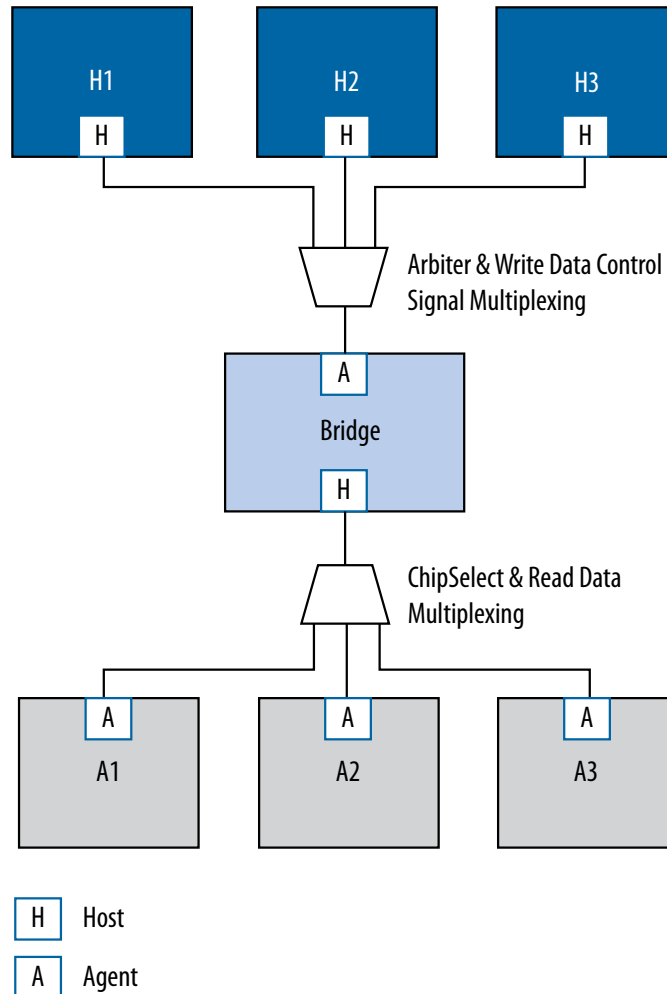 H1
H2
H3
H
H
H
Arbiter & Write Data Control
Signal Multiplexing
A
Bridge
H
ChipSelect & Read Data
Multiplexing
A
A
A
A1
A2
A3
H Host
A Agent